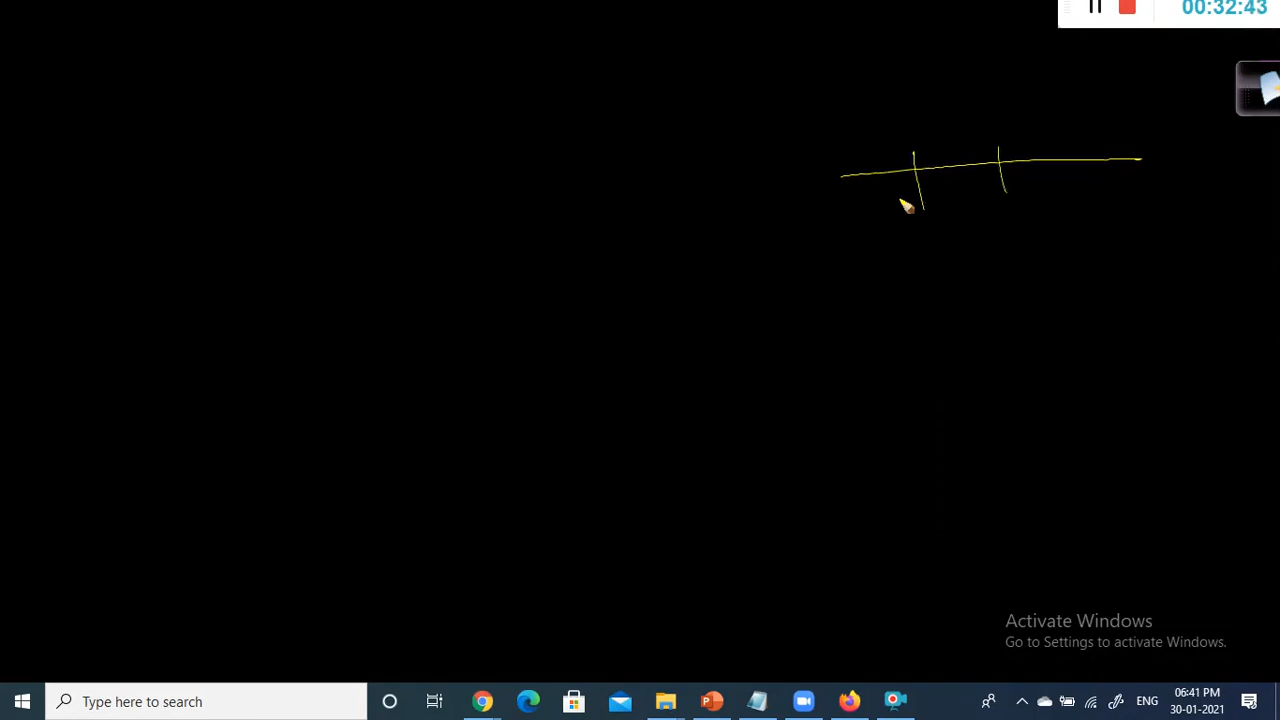 00:32:43
Activate Windows
Go to Settings to activate Windows.
Type here to search
ENG
06:41 PM
30-01-2021